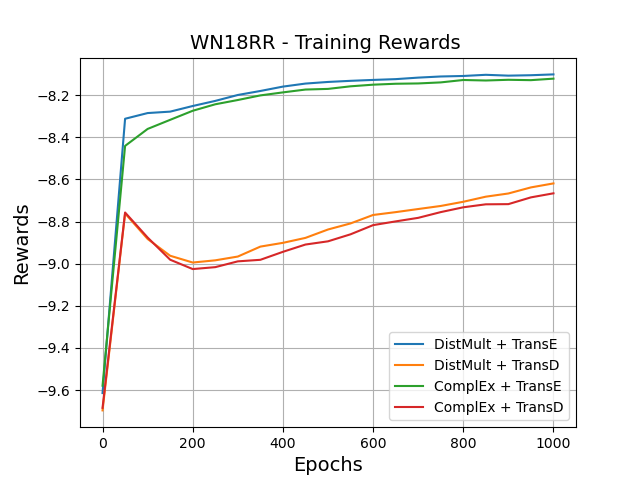 WN18RR - Training Rewards
Rewards
−8.2
−8.4
−8.6
−8.8
−9.0
−9.2
−9.4
−9.6
DistMult + TransE
DistMult + TransD
ComplEx + TransE
ComplEx + TransD
0 200 400 600 800 1000
Epochs